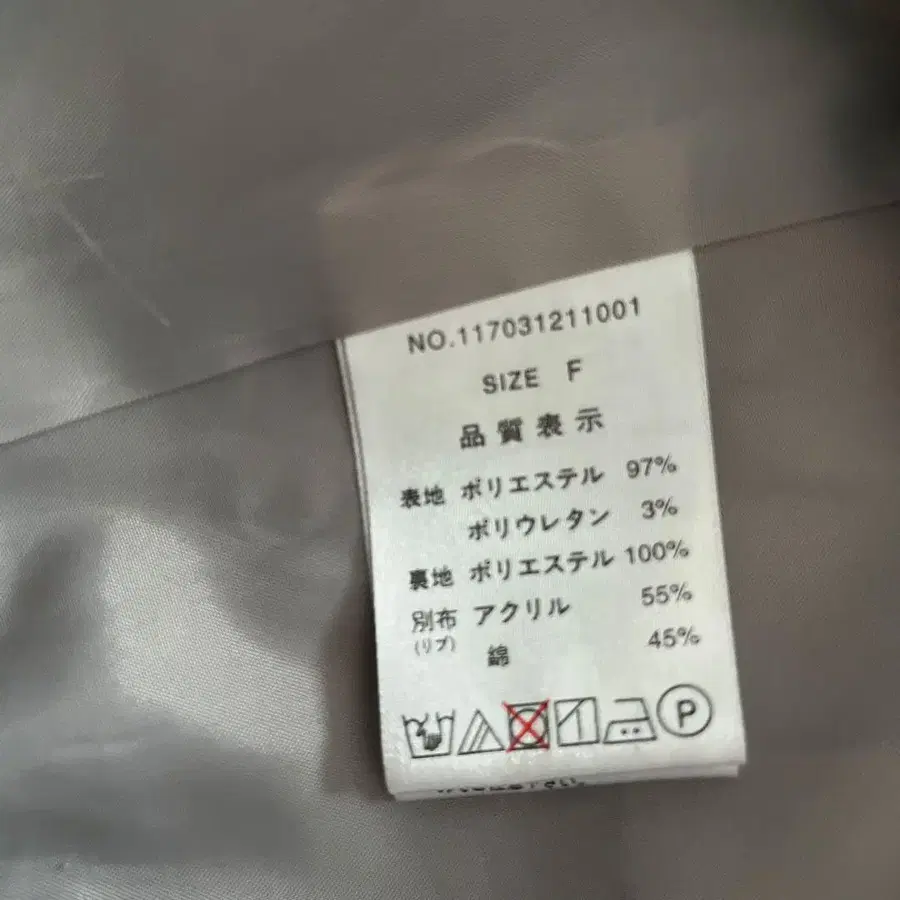 NO.117031211001
SIZE F
品質表示
表地 ポリエステル 97%
ポリウレタン 3%
裏地 ポリエステル 100%
別布 アクリル 55%
(リブ) 綿 45%
P